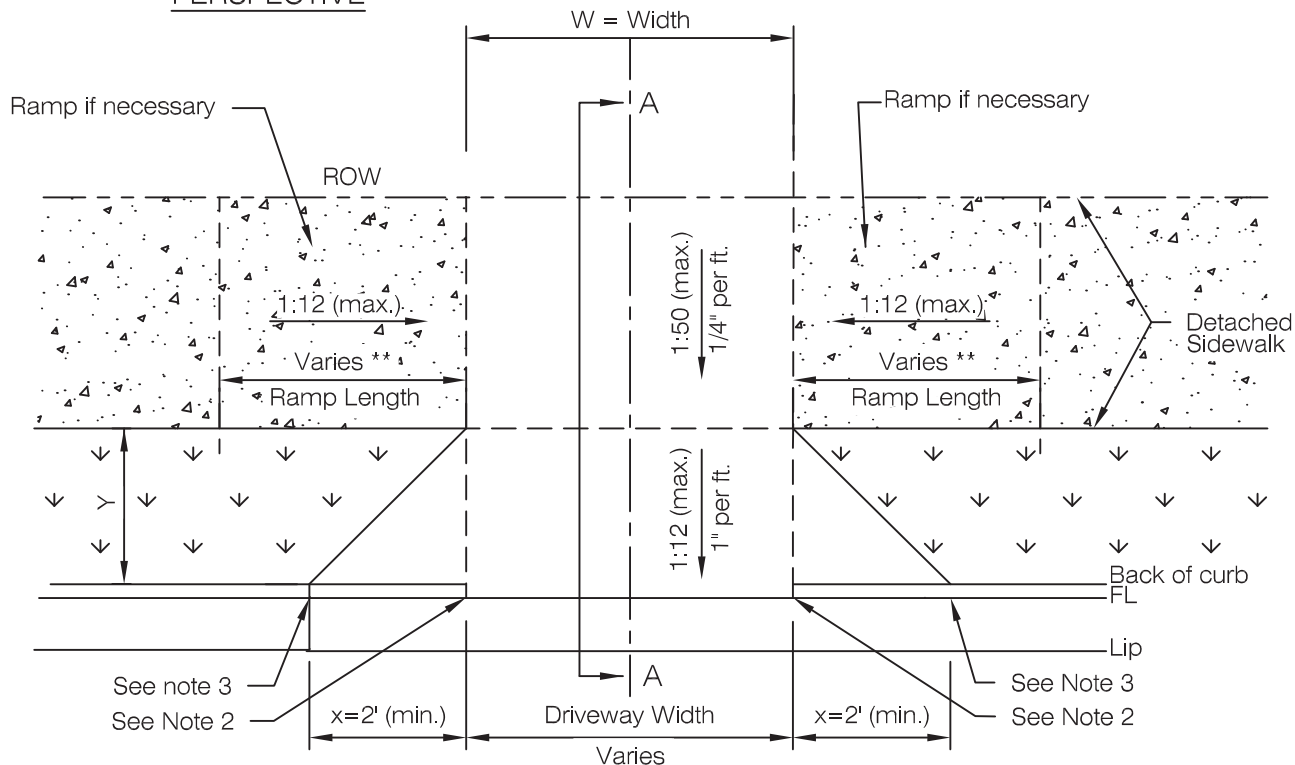 PERSPECTIVE
W = Width
A
Ramp if necessary
Ramp if necessary
ROW
1:12 (max.)
1:50 (max.)
1/4" per ft.
1:12 (max.)
Detached
Sidewalk
Varies **
Ramp Length
Varies **
Ramp Length
Y
1:12 (max.)
1" per ft.
Back of curb
FL
Lip
See note 3
See Note 2
x=2' (min.)
A
Driveway Width
Varies
x=2' (min.)
See Note 3
See Note 2